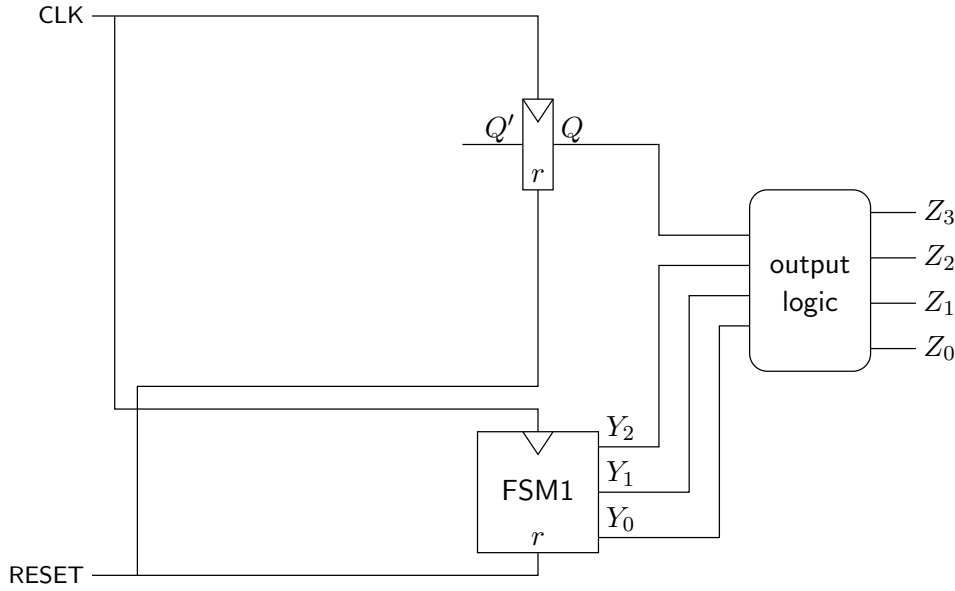 CLK
Q′ Q
r
Z₃
Z₂
Z₁
Z₀
output
logic
Y₂
Y₁
Y₀
FSM1
r
RESET